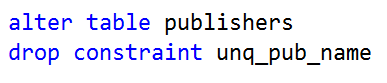 alter table publishers
drop constraint unq_pub_name